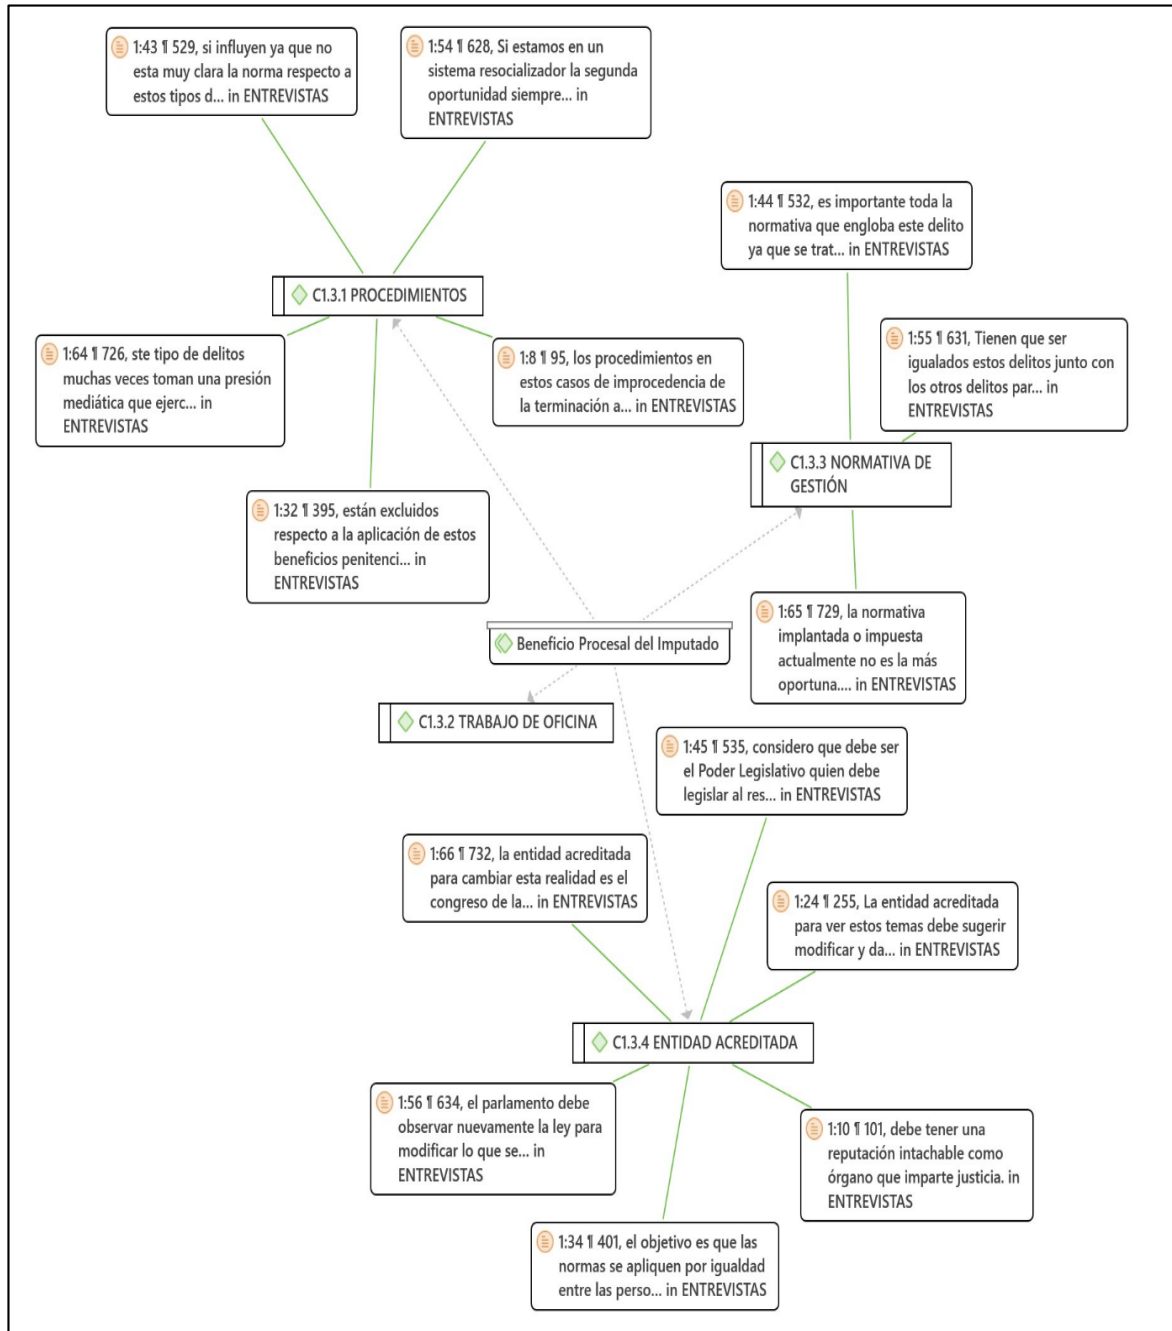 1:43 ¶ 529, si influyen ya que no
esta muy clara la norma respecto a
estos tipos d... in ENTREVISTAS
1:54 ¶ 628, Si estamos en un
sistema resocializador la segunda
oportunidad siempre... in
ENTREVISTAS
1:44 ¶ 532, es importante toda la
normativa que engloba este delito
ya que se trat... in ENTREVISTAS
C1.3.1 PROCEDIMIENTOS
1:64 ¶ 726, ste tipo de delitos
muchas veces toman una presión
mediática que ejerc... in
ENTREVISTAS
1:8 ¶ 95, los procedimientos en
estos casos de improcedencia de
la terminación a... in ENTREVISTAS
1:55 ¶ 631, Tienen que ser
igualados estos delitos junto con
los otros delitos par... in
ENTREVISTAS
C1.3.3 NORMATIVA DE
GESTIÓN
1:32 ¶ 395, están excluidos
respecto a la aplicación de estos
beneficios penitenci... in
ENTREVISTAS
1:65 ¶ 729, la normativa
implantada o impuesta
actualmente no es la más
oportuna.... in ENTREVISTAS
Beneficio Procesal del Imputado
C1.3.2 TRABAJO DE OFICINA
1:45 ¶ 535, considero que debe ser
el Poder Legislativo quien debe
legislar al res... in ENTREVISTAS
1:66 ¶ 732, la entidad acreditada
para cambiar esta realidad es el
congreso de la... in ENTREVISTAS
1:24 ¶ 255, La entidad acreditada
para ver estos temas debe sugerir
modificar y da... in ENTREVISTAS
C1.3.4 ENTIDAD ACREDITADA
1:56 ¶ 634, el parlamento debe
observar nuevamente la ley para
modificar lo que se... in
ENTREVISTAS
1:10 ¶ 101, debe tener una
reputación intachable como
órgano que imparte justicia. in
ENTREVISTAS
1:34 ¶ 401, el objetivo es que las
normas se apliquen por igualdad
entre las perso... in ENTREVISTAS